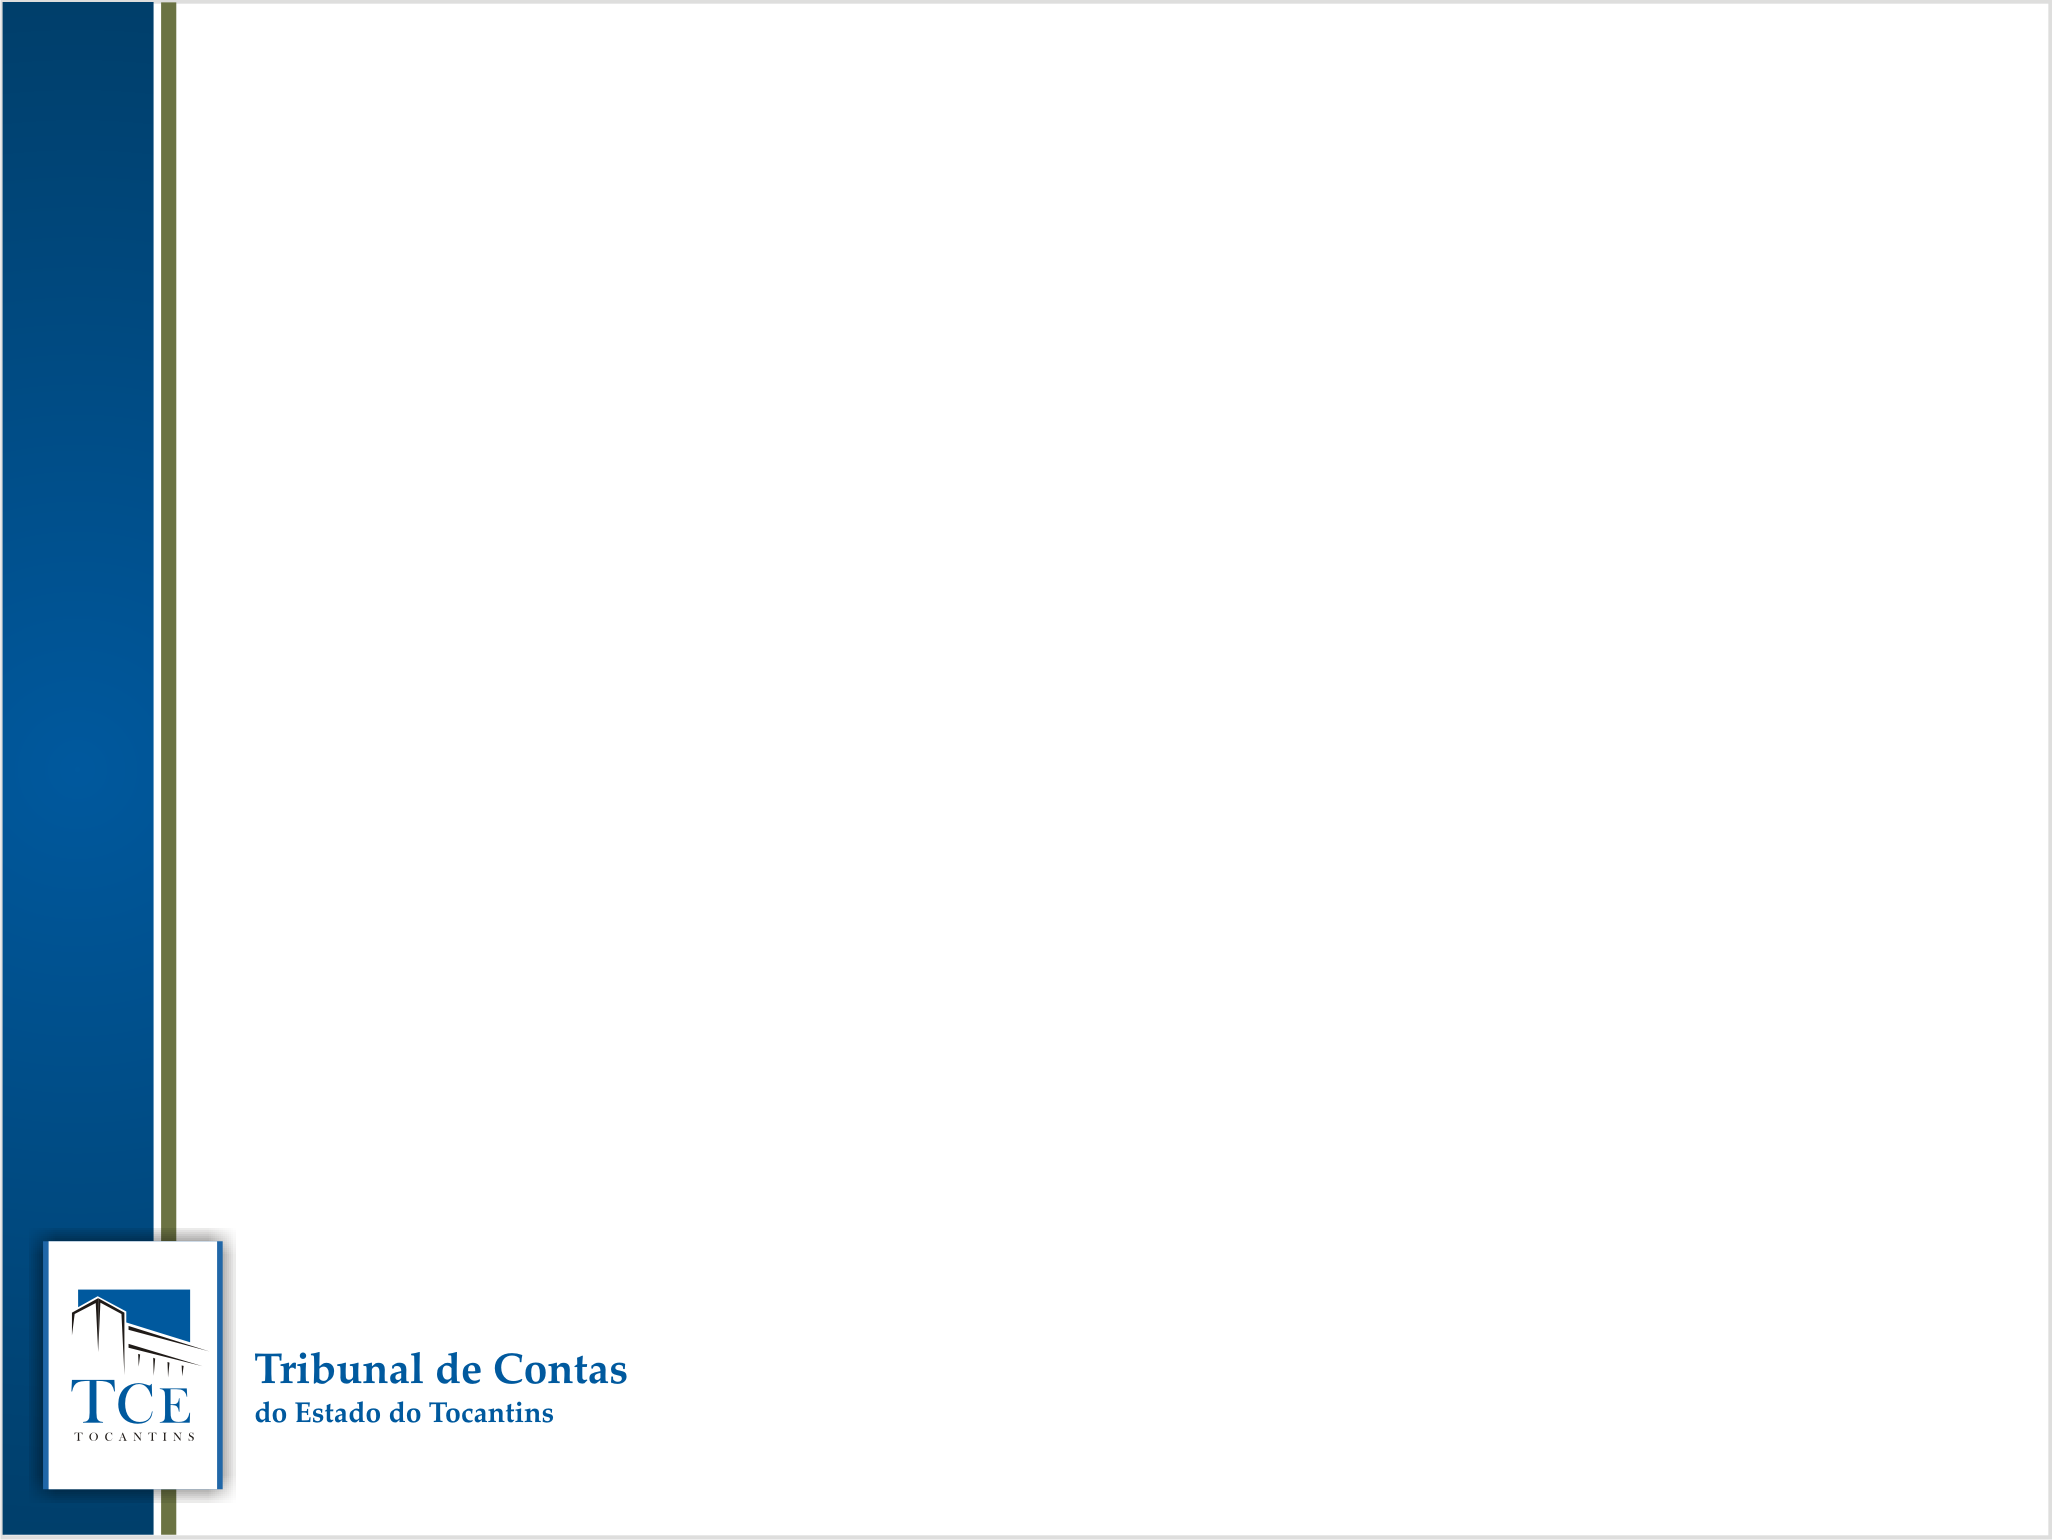 TCE
TOCANTINS
Tribunal de Contas
do Estado do Tocantins